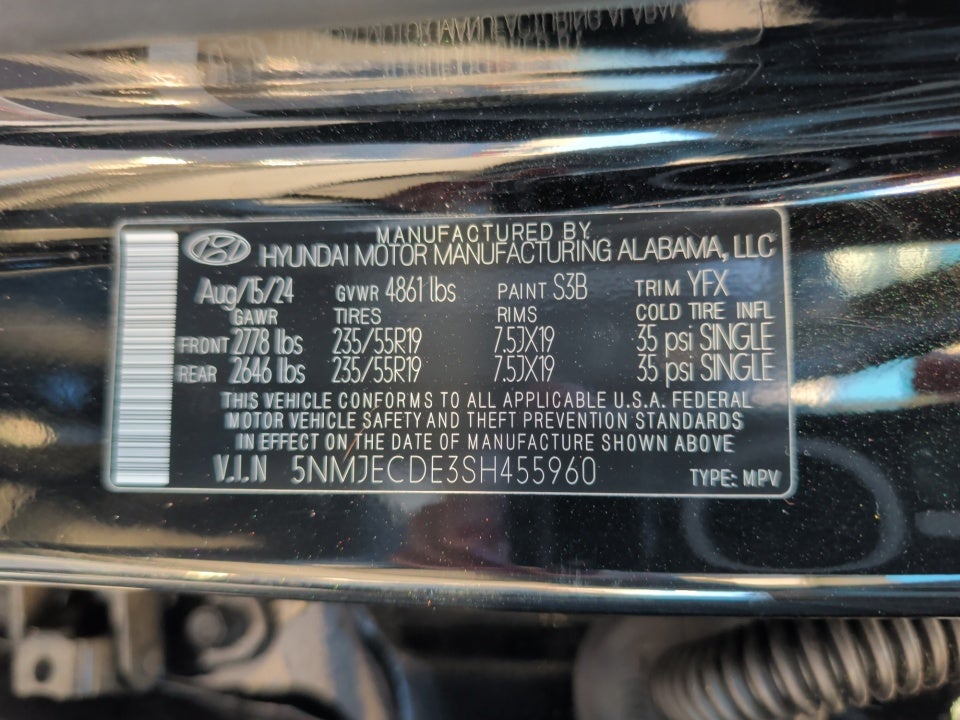 MANUFACTURED BY
HYUNDAI MOTOR MANUFACTURING ALABAMA, LLC
Aug/15/24 GVWR 4861 lbs PAINT S3B TRIM YFX
GAWR TIRES RIMS COLD TIRE INFL
FRONT 2778 lbs 235/55R19 7.5JX19 35 psi SINGLE
REAR 2646 lbs 235/55R19 7.5JX19 35 psi SINGLE
THIS VEHICLE CONFORMS TO ALL APPLICABLE U.S.A. FEDERAL
MOTOR VEHICLE SAFETY AND THEFT PREVENTION STANDARDS
IN EFFECT ON THE DATE OF MANUFACTURE SHOWN ABOVE
V.I.N 5NMJECDE3SH455960 TYPE: MPV